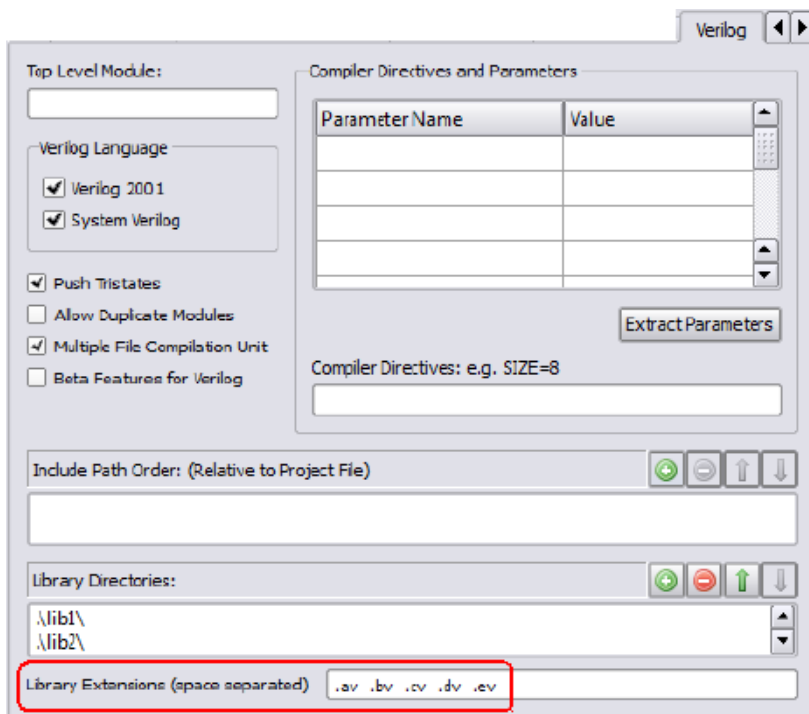 Verilog
Top Level Module:
Compiler Directives and Parameters
Parameter Name
Value
Verilog Language
Verilog 2001
System Verilog
Push Tristates
Allow Duplicate Modules
Multiple File Compilation Unit
Beta Features for Verilog
Extract Parameters
Compiler Directives: e.g. SIZE=8
Include Path Order: (Relative to Project File)
Library Directories:
.\lib1\
.\lib2\
Library Extensions (space separated)
.av .bv .cv .dv .ev